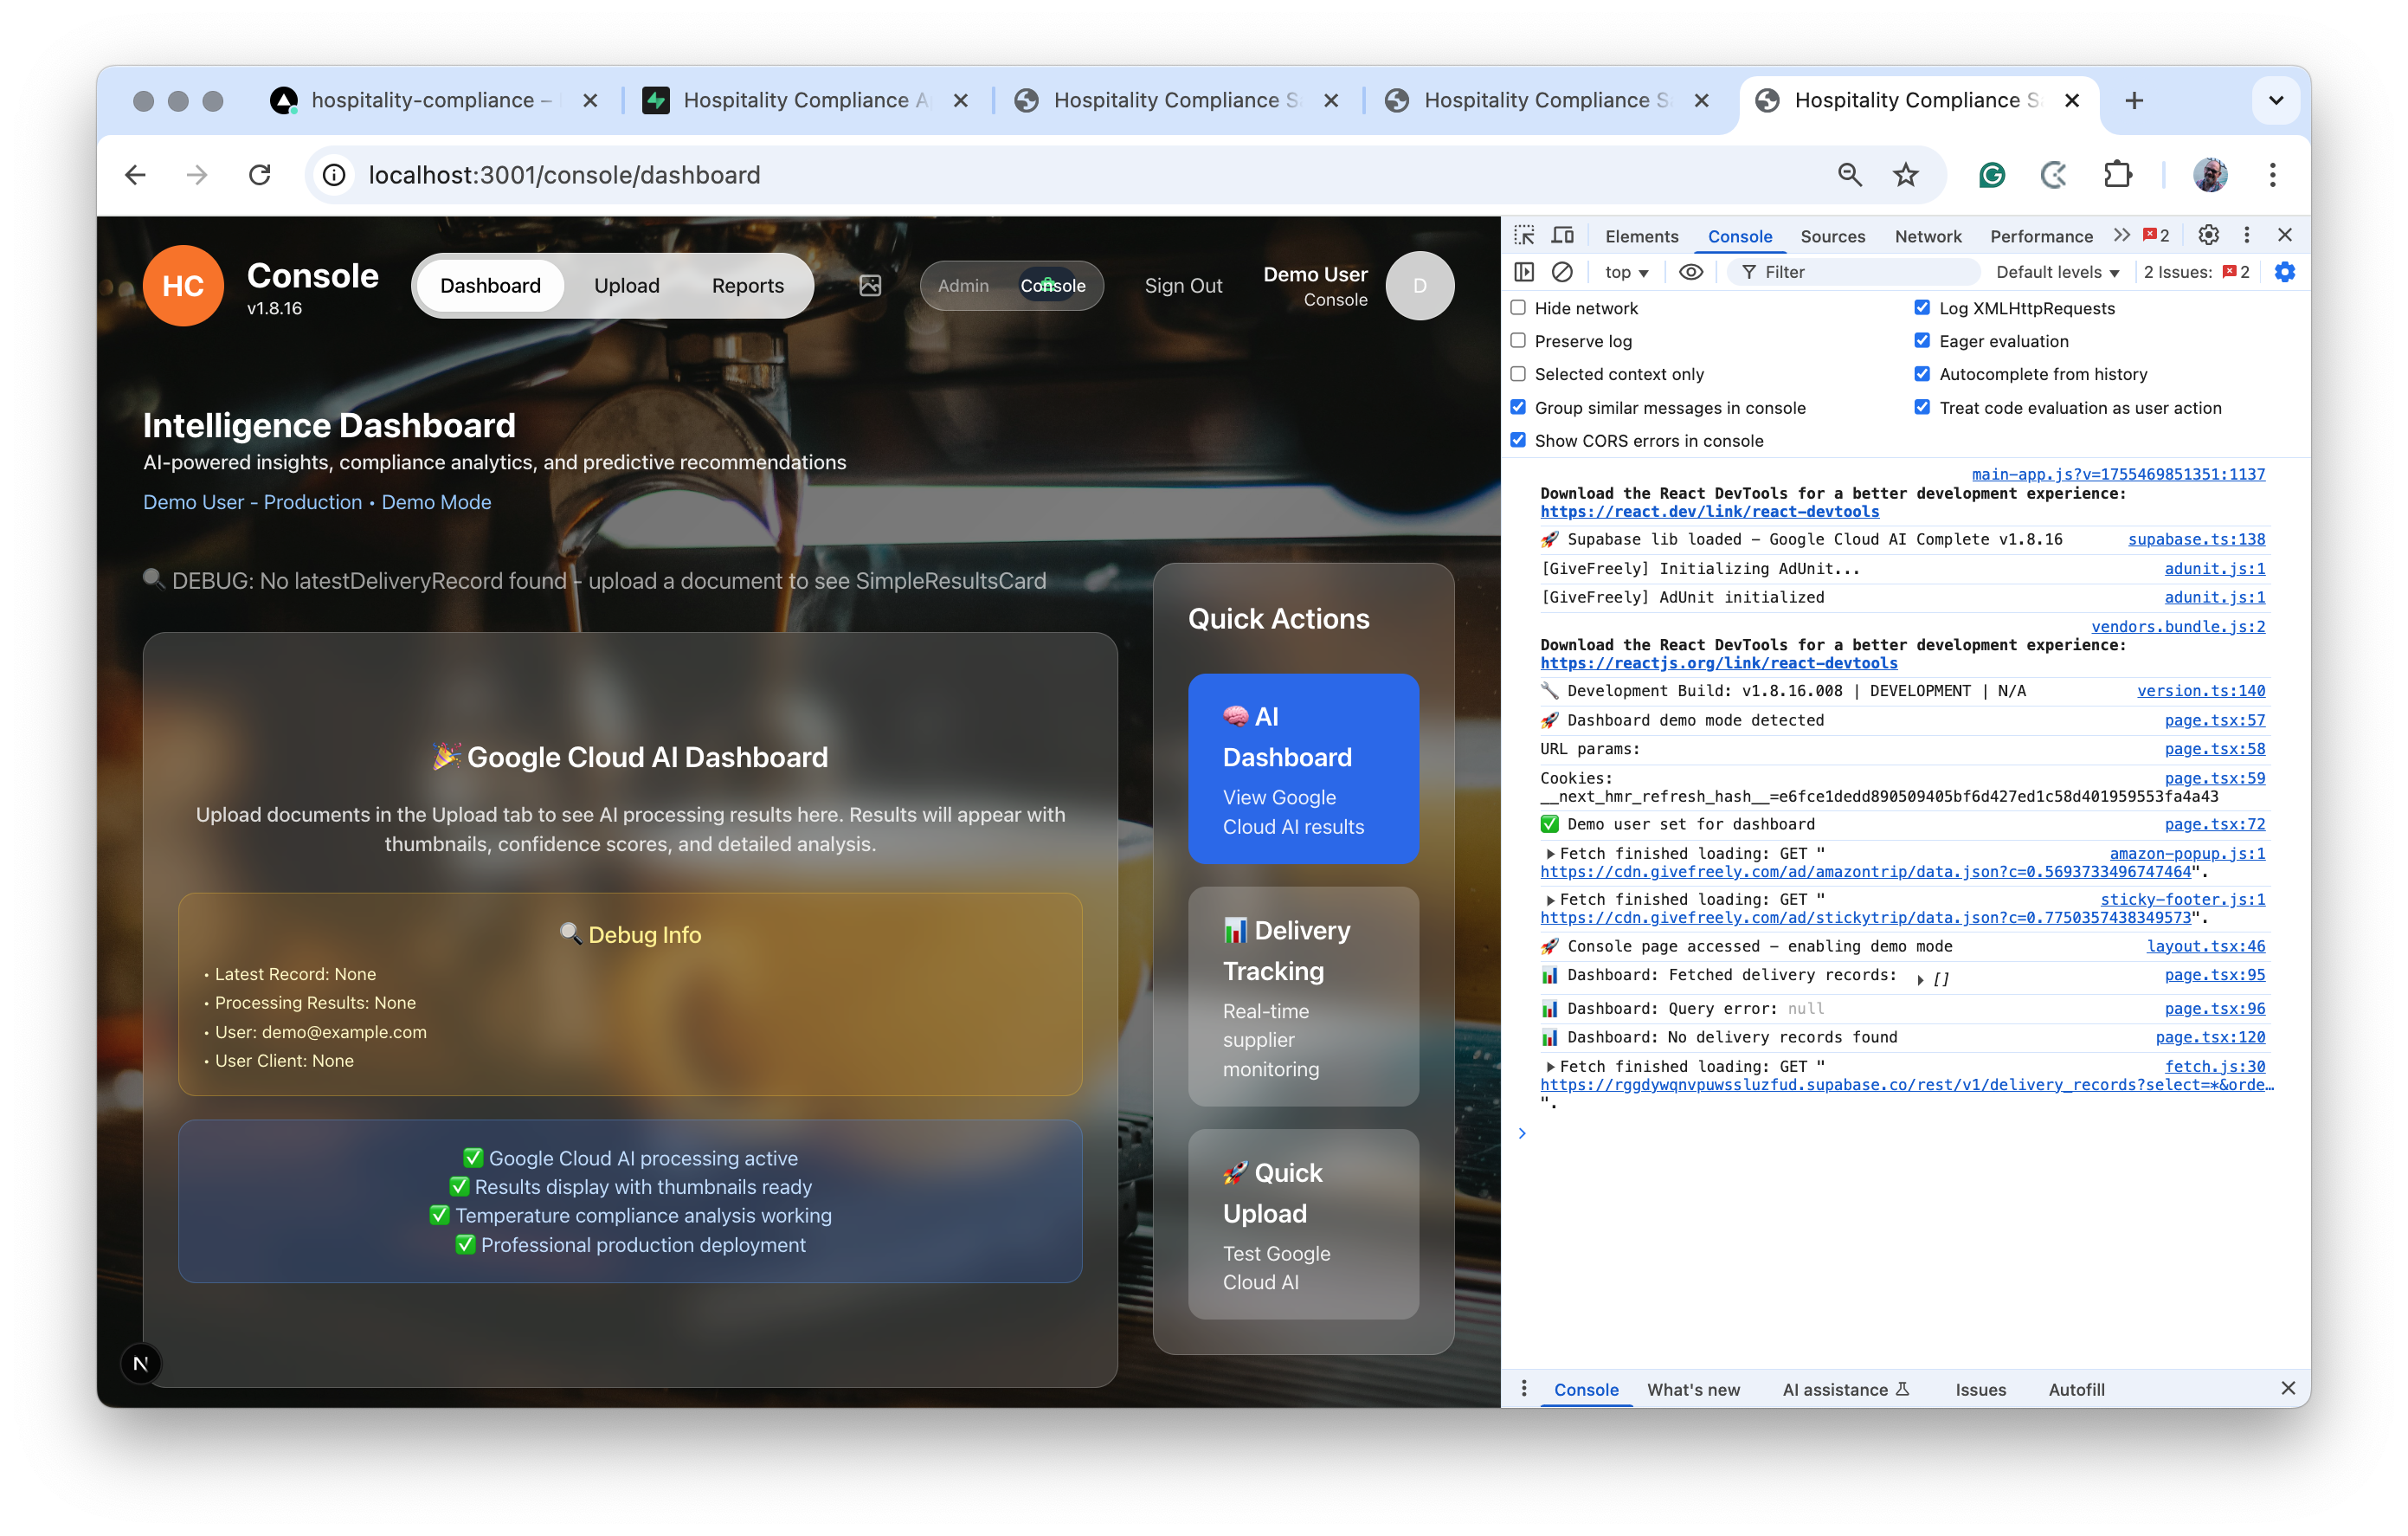 hospitality-compliance –
Hospitality Compliance
Hospitality Compliance S
Hospitality Compliance S
Hospitality Compliance S
localhost:3001/console/dashboard
HC
Console
v1.8.16
Dashboard
Upload
Reports
Admin
Console
Sign Out
Demo User
Console
D
Intelligence Dashboard
AI-powered insights, compliance analytics, and predictive recommendations
Demo User - Production • Demo Mode
🔍 DEBUG: No latestDeliveryRecord found - upload a document to see SimpleResultsCard
🎉 Google Cloud AI Dashboard
Upload documents in the Upload tab to see AI processing results here. Results will appear with
thumbnails, confidence scores, and detailed analysis.
🔍 Debug Info
• Latest Record: None
• Processing Results: None
• User: demo@example.com
• User Client: None
✅ Google Cloud AI processing active
✅ Results display with thumbnails ready
✅ Temperature compliance analysis working
✅ Professional production deployment
Quick Actions
🧠 AI
Dashboard
View Google
Cloud AI results
📊 Delivery
Tracking
Real-time
supplier
monitoring
🚀 Quick
Upload
Test Google
Cloud AI
N
Elements
Console
Sources
Network
Performance
2
top
Filter
Default levels
2 Issues: 2
Hide network
Log XMLHttpRequests
Preserve log
Eager evaluation
Selected context only
Autocomplete from history
Group similar messages in console
Treat code evaluation as user action
Show CORS errors in console
main-app.js?v=1755469851351:1137
Download the React DevTools for a better development experience:
https://react.dev/link/react-devtools
🚀 Supabase lib loaded – Google Cloud AI Complete v1.8.16 supabase.ts:138
[GiveFreely] Initializing AdUnit... adunit.js:1
[GiveFreely] AdUnit initialized adunit.js:1
vendors.bundle.js:2
Download the React DevTools for a better development experience:
https://reactjs.org/link/react-devtools
🔧 Development Build: v1.8.16.008 | DEVELOPMENT | N/A version.ts:140
🚀 Dashboard demo mode detected page.tsx:57
URL params: page.tsx:58
Cookies: page.tsx:59
__next_hmr_refresh_hash__=e6fce1dedd890509405bf6d427ed1c58d401959553fa4a43
✅ Demo user set for dashboard page.tsx:72
Fetch finished loading: GET " amazon-popup.js:1
https://cdn.givefreely.com/ad/amazontrip/data.json?c=0.5693733496747464".
Fetch finished loading: GET " sticky-footer.js:1
https://cdn.givefreely.com/ad/stickytrip/data.json?c=0.7750357438349573".
🚀 Console page accessed – enabling demo mode layout.tsx:46
📊 Dashboard: Fetched delivery records: ▸ [] page.tsx:95
📊 Dashboard: Query error: null page.tsx:96
📊 Dashboard: No delivery records found page.tsx:120
Fetch finished loading: GET " fetch.js:30
https://rggdywqnvpuwssluzfud.supabase.co/rest/v1/delivery_records?select=*&orde…
".
Console
What's new
AI assistance
Issues
Autofill